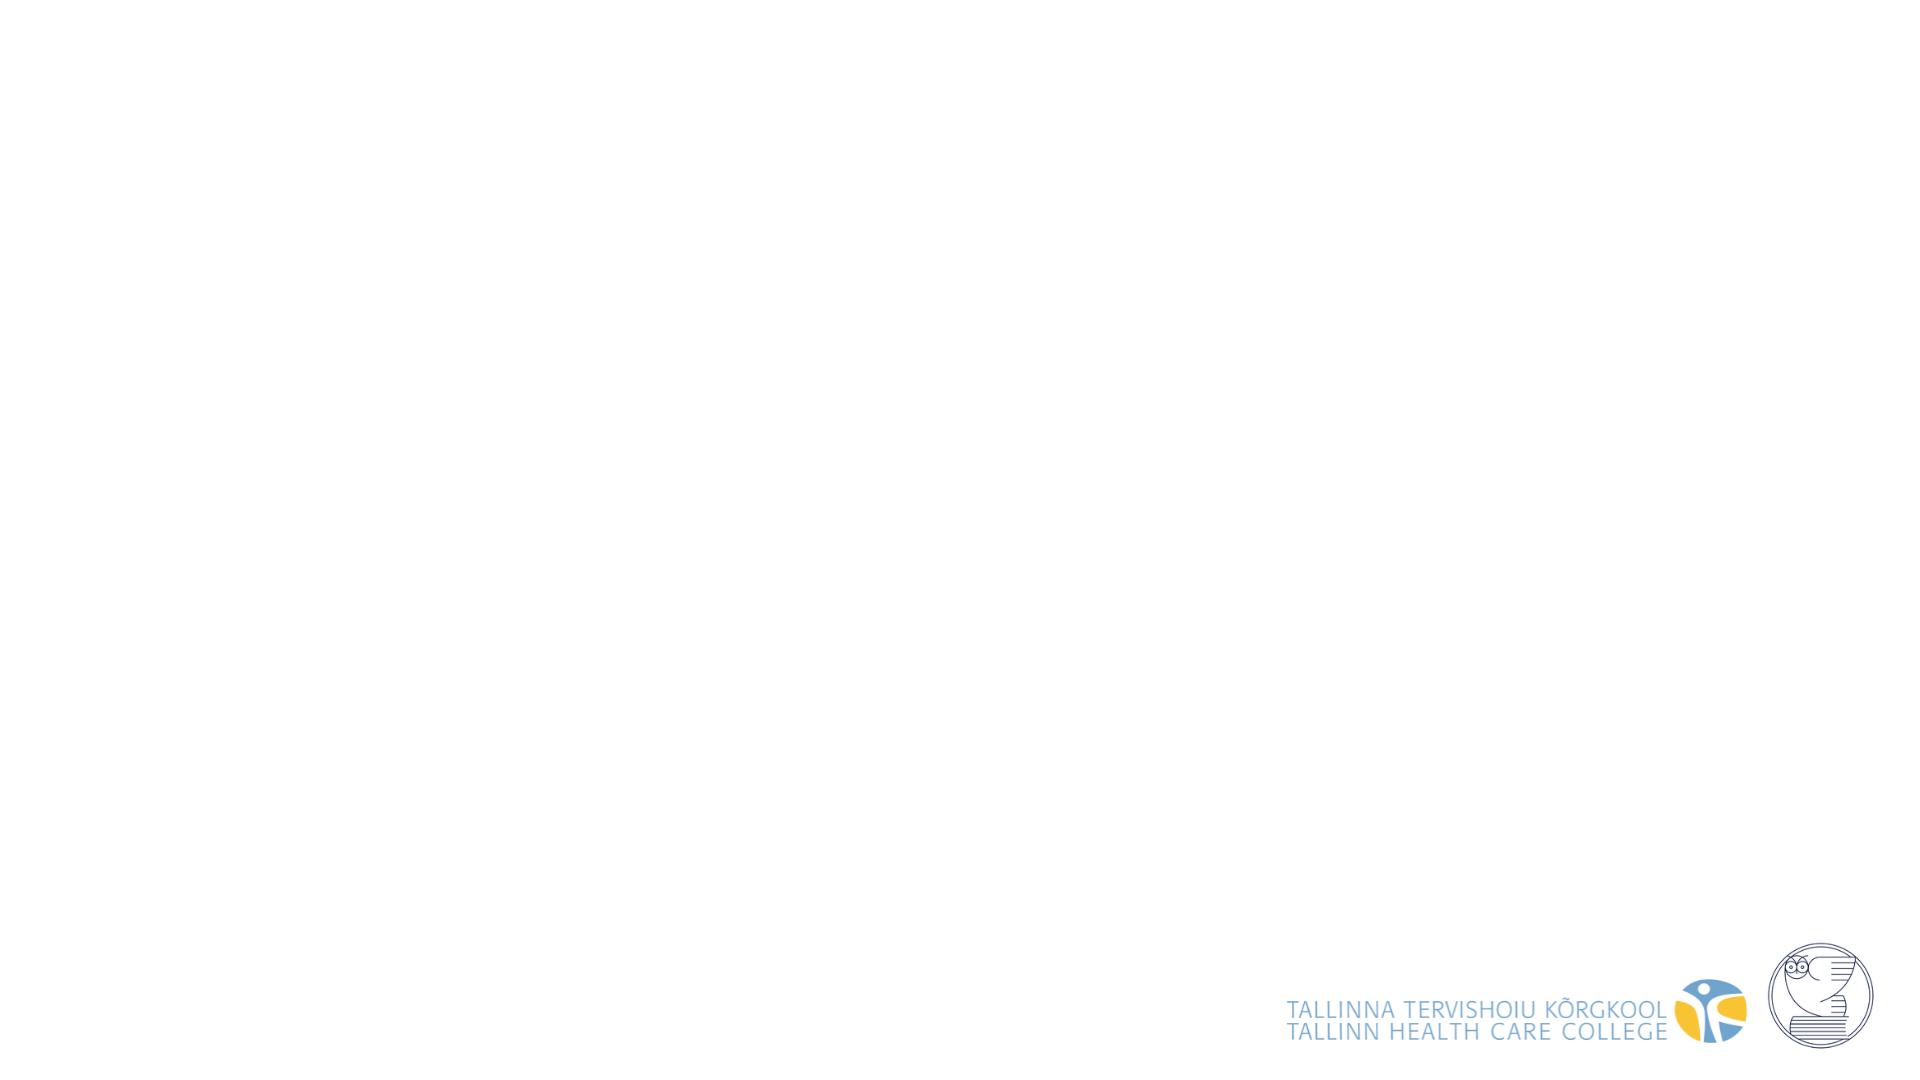 TALLINNA TERVISHOIU KÕRGKOOL
TALLINN HEALTH CARE COLLEGE